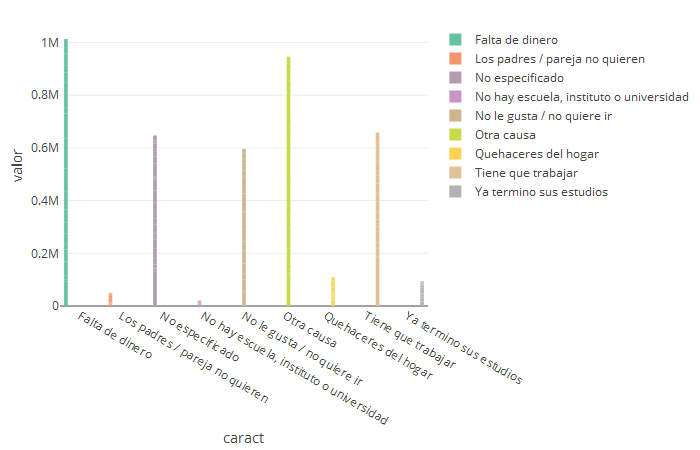 1M
0.8M
0.6M
0.4M
0.2M
0
valor
Falta de dinero
Los padres / pareja no quieren
No especificado
No hay escuela, instituto o universidad
No le gusta / no quiere ir
Otra causa
Quehaceres del hogar
Tiene que trabajar
Ya termino sus estudios
caract
Falta de dinero
Los padres / pareja no quieren
No especificado
No hay escuela, instituto o universidad
No le gusta / no quiere ir
Otra causa
Quehaceres del hogar
Tiene que trabajar
Ya termino sus estudios